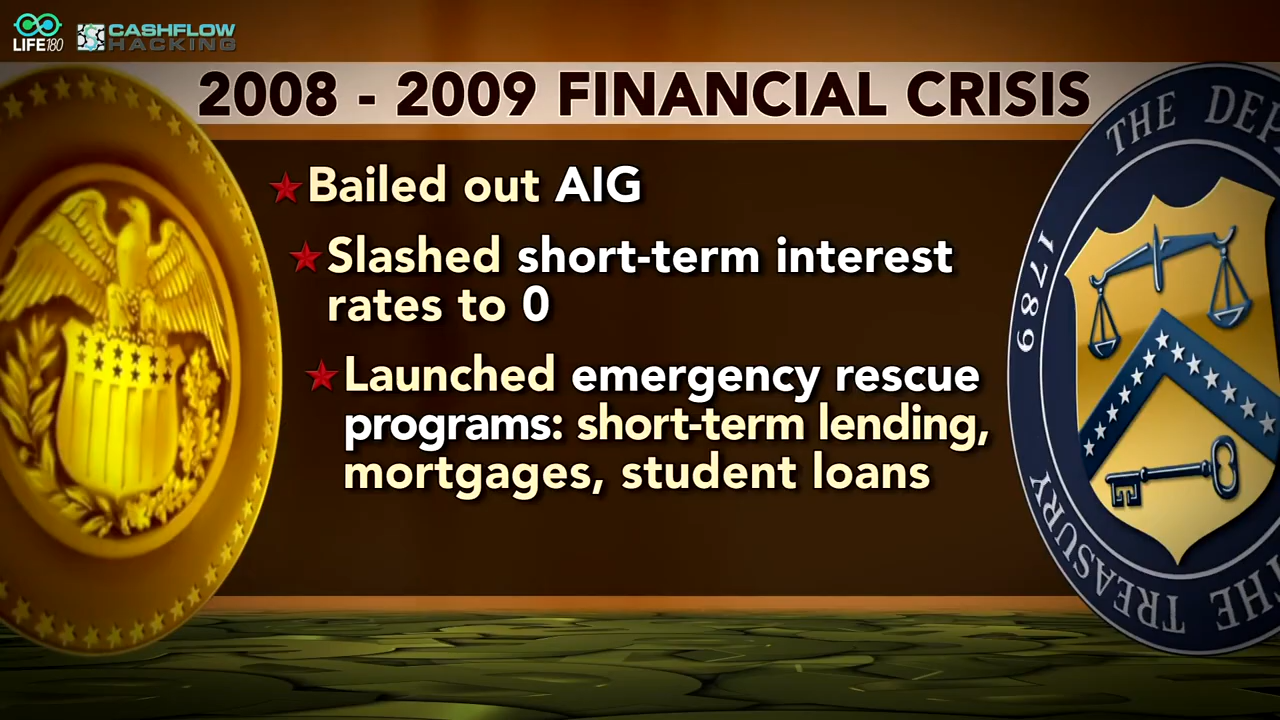 LIFE180
CASHFLOW
HACKING
2008 - 2009 FINANCIAL CRISIS
Bailed out AIG
Slashed short-term interest
rates to 0
Launched emergency rescue
programs: short-term lending,
mortgages, student loans
THE DEP
1789
THE TREASURY